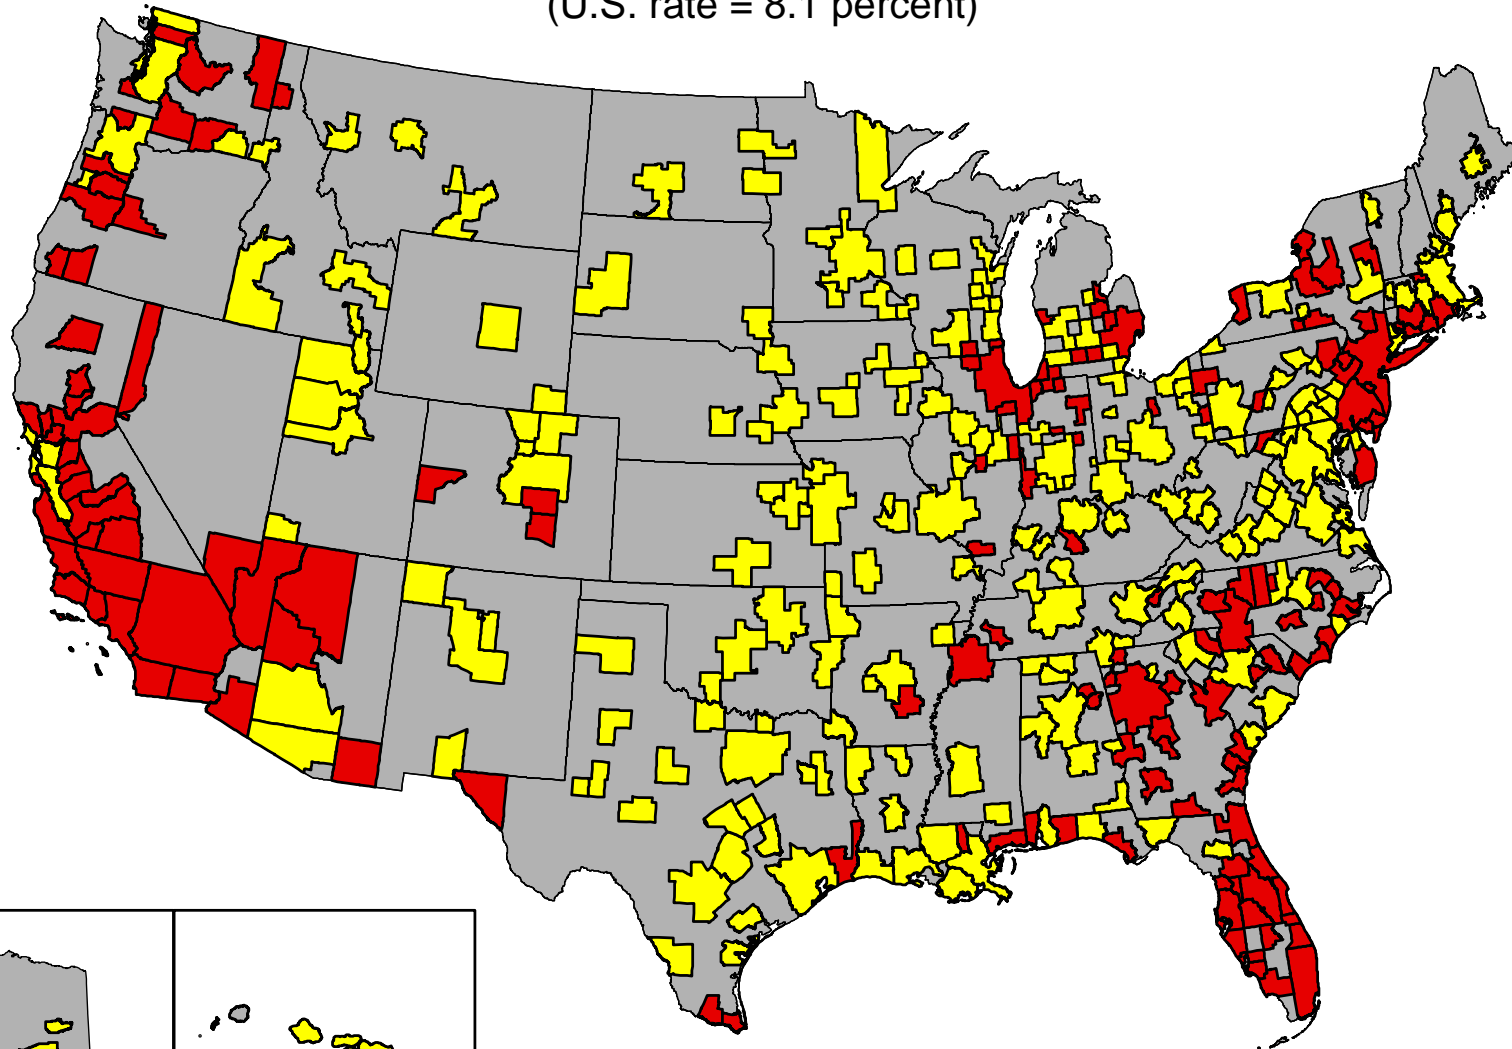 (U.S. rate = 8.1 percent)